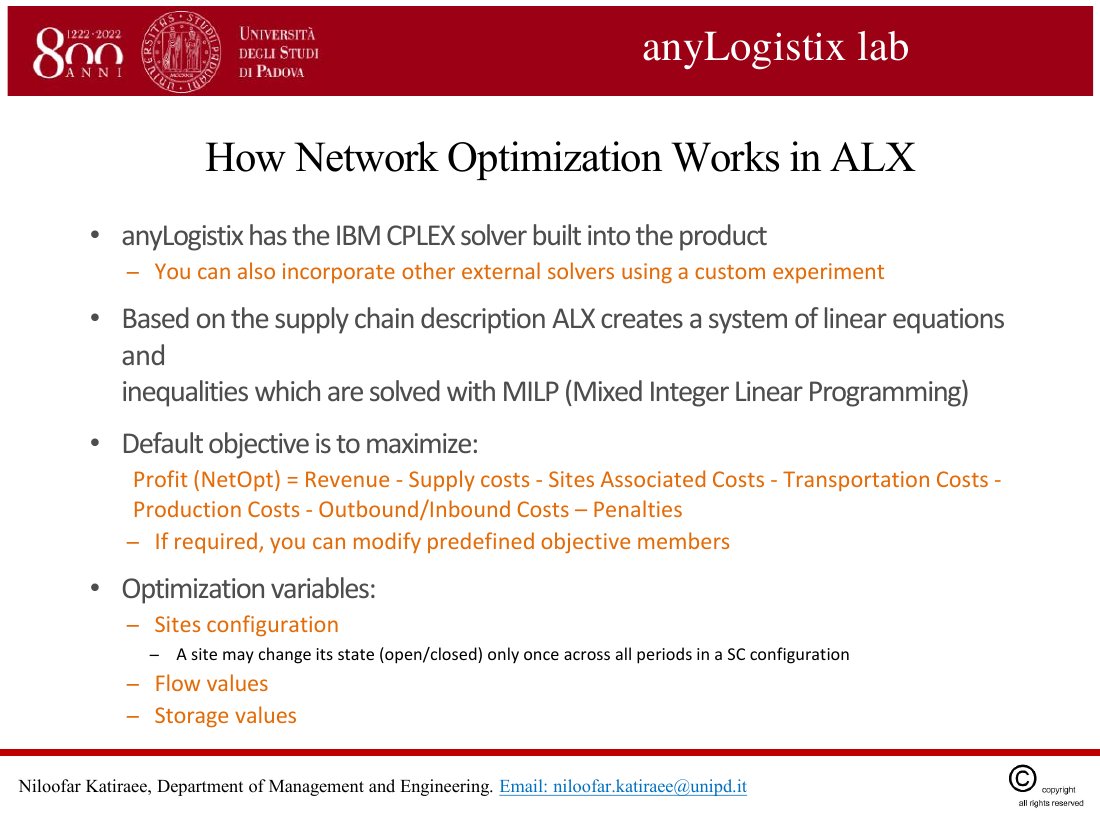 1222·2022
800
ANNI
UNIVERSITÀ
DEGLI STUDI
DI PADOVA
anyLogistix lab
How Network Optimization Works in ALX
• anyLogistix has the IBM CPLEX solver built into the product
– You can also incorporate other external solvers using a custom experiment
• Based on the supply chain description ALX creates a system of linear equations
and
inequalities which are solved with MILP (Mixed Integer Linear Programming)
• Default objective is to maximize:
Profit (NetOpt) = Revenue - Supply costs - Sites Associated Costs - Transportation Costs -
Production Costs - Outbound/Inbound Costs – Penalties
– If required, you can modify predefined objective members
• Optimization variables:
– Sites configuration
– A site may change its state (open/closed) only once across all periods in a SC configuration
– Flow values
– Storage values
Niloofar Katiraee, Department of Management and Engineering. Email: niloofar.katiraee@unipd.it
© copyright
all rights reserved